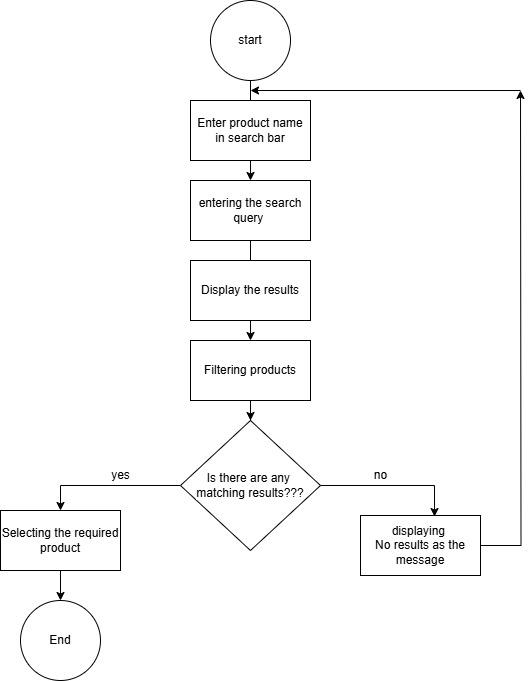 start
Enter product name
in search bar
entering the search
query
Display the results
Filtering products
Is there are any
matching results???
yes
no
Selecting the required
product
displaying
No results as the
message
End